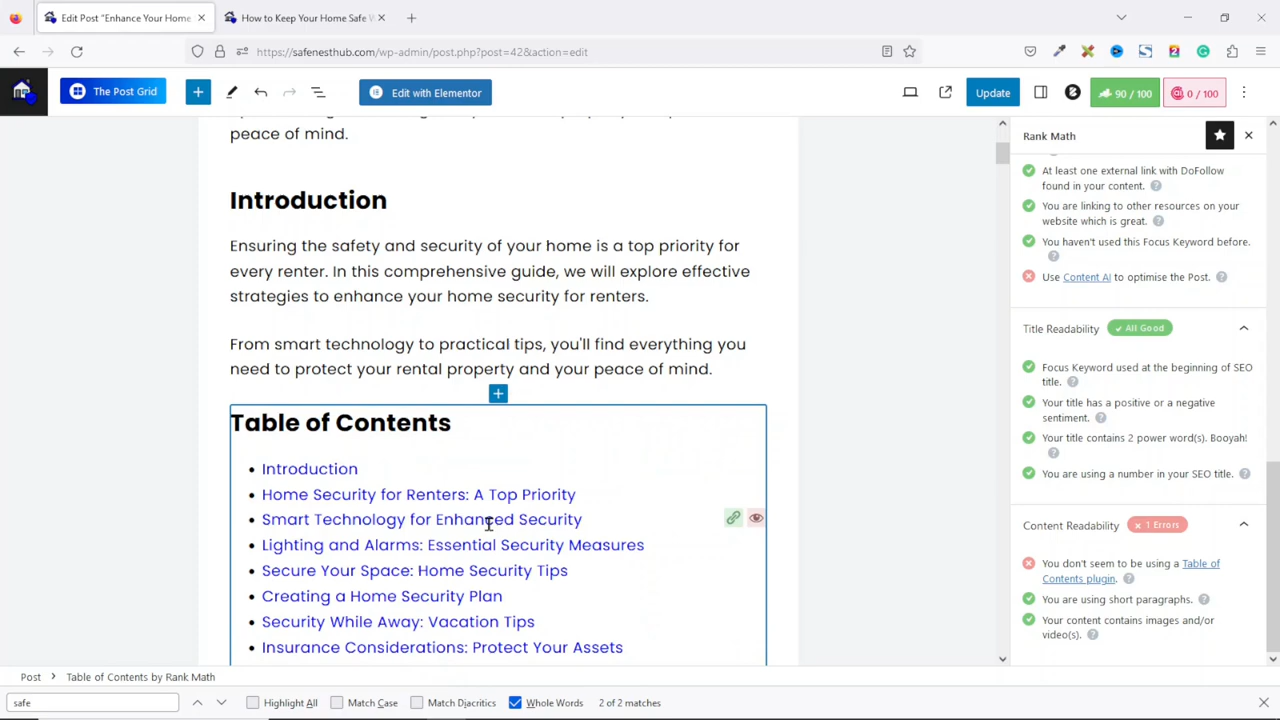 Edit Post "Enhance Your Home
How to Keep Your Home Safe W
https://safenesthub.com/wp-admin/post.php?post=42&action=edit
The Post Grid
Edit with Elementor
Update
90 / 100
0 / 100
peace of mind.
Introduction
Ensuring the safety and security of your home is a top priority for
every renter. In this comprehensive guide, we will explore effective
strategies to enhance your home security for renters.
From smart technology to practical tips, you'll find everything you
need to protect your rental property and your peace of mind.
Table of Contents
• Introduction
• Home Security for Renters: A Top Priority
• Smart Technology for Enhanced Security
• Lighting and Alarms: Essential Security Measures
• Secure Your Space: Home Security Tips
• Creating a Home Security Plan
• Security While Away: Vacation Tips
• Insurance Considerations: Protect Your Assets
Rank Math
At least one external link with DoFollow
found in your content.
You are linking to other resources on your
website which is great.
You haven't used this Focus Keyword before.
Use Content AI to optimise the Post.
Title Readability
All Good
Focus Keyword used at the beginning of SEO
title.
Your title has a positive or a negative
sentiment.
Your title contains 2 power word(s). Booyah!
You are using a number in your SEO title.
Content Readability
× 1 Errors
You don't seem to be using a Table of
Contents plugin.
You are using short paragraphs.
Your content contains images and/or
video(s).
Post > Table of Contents by Rank Math
safe
Highlight All
Match Case
Match Diacritics
Whole Words
2 of 2 matches